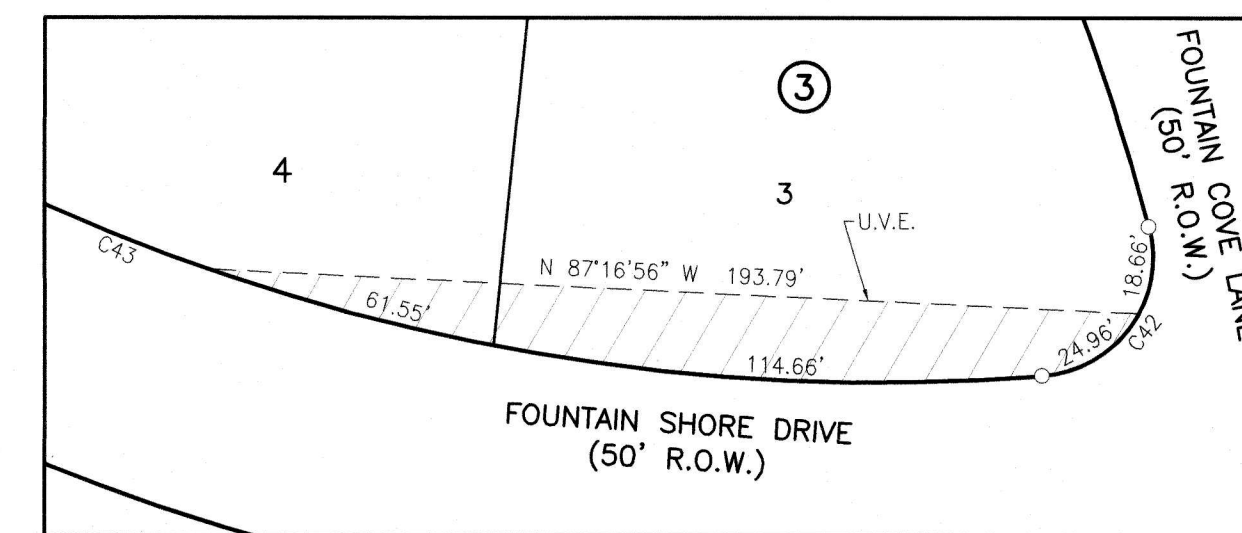 3
FOUNTAIN COVE LANE
(50' R.O.W.)
4
3
U.V.E.
C43
N 87°16'56" W 193.79'
18.66'
61.55'
114.66'
24.96'
C42
FOUNTAIN SHORE DRIVE
(50' R.O.W.)